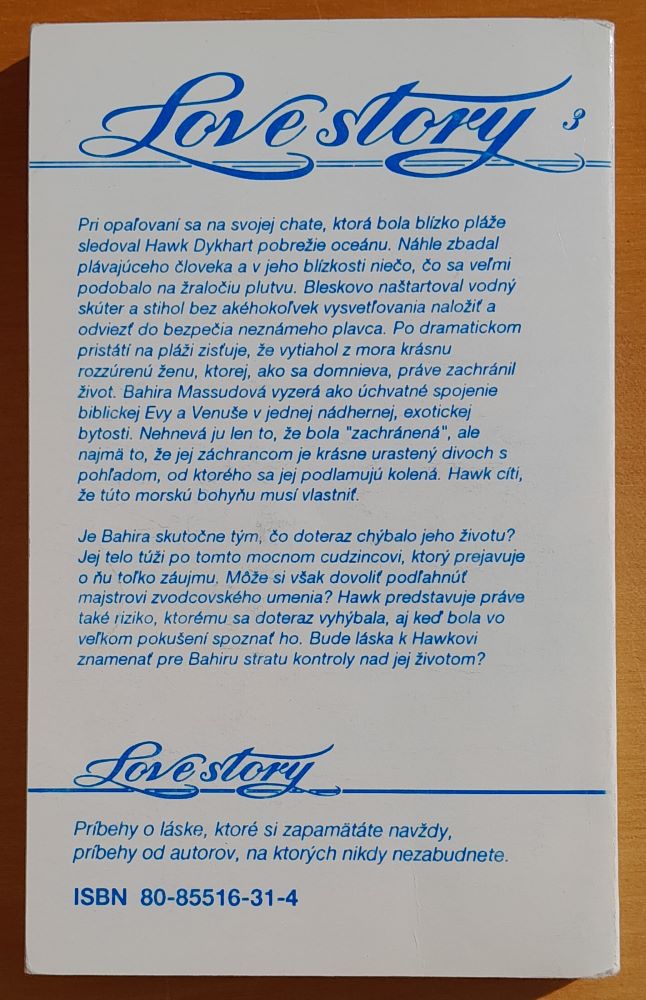 Love story 3
Pri opaľovaní sa na svojej chate, ktorá bola blízko pláže
sledoval Hawk Dykhart pobrežie oceánu. Náhle zbadal
plávajúceho človeka a v jeho blízkosti niečo, čo sa veľmi
podobalo na žraločiu plutvu. Bleskovo naštartoval vodný
skúter a stihol bez akéhokoľvek vysvetľovania naložiť a
odviezť do bezpečia neznámeho plavca. Po dramatickom
pristátí na pláži zisťuje, že vytiahol z mora krásnu
rozzúrenú ženu, ktorej, ako sa domnieva, práve zachránil
život. Bahira Massudová vyzerá ako úchvatné spojenie
biblickej Evy a Venuše v jednej nádhernej, exotickej
bytosti. Nehnevá ju len to, že bola "zachránená", ale
najmä to, že jej záchrancom je krásne urastený divoch s
pohľadom, od ktorého sa jej podlamujú kolená. Hawk cíti,
že túto morskú bohyňu musí vlastniť.
Je Bahira skutočne tým, čo doteraz chýbalo jeho životu?
Jej telo túži po tomto mocnom cudzincovi, ktorý prejavuje
o ňu toľko záujmu. Môže si však dovoliť podľahnúť
majstrovi zvodcovského umenia? Hawk predstavuje práve
také riziko, ktorému sa doteraz vyhýbala, aj keď bola vo
veľkom pokušení spoznať ho. Bude láska k Hawkovi
znamenať pre Bahiru stratu kontroly nad jej životom?
Love story
Príbehy o láske, ktoré si zapamätáte navždy,
príbehy od autorov, na ktorých nikdy nezabudnete.
ISBN 80-85516-31-4